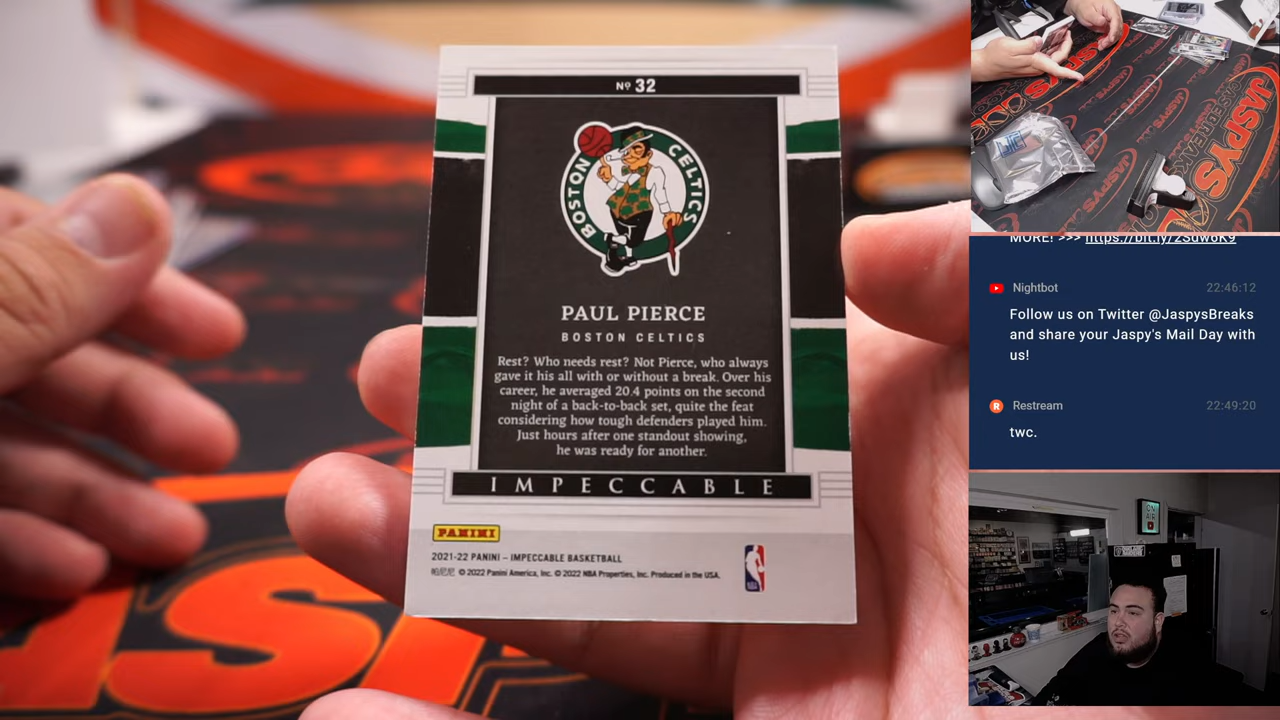 Nº 32
BOSTON CELTICS
PAUL PIERCE
BOSTON CELTICS
Rest? Who needs rest? Not Pierce, who always
gave it his all with or without a break. Over his
career, he averaged 20.4 points on the second
night of a back-to-back set, quite the feat
considering how tough defenders played him.
Just hours after one standout showing,
he was ready for another.
IMPECCABLE
PANINI
2021-22 PANINI – IMPECCABLE BASKETBALL
帕尼尼 © 2022 Panini America, Inc. © 2022 NBA Properties, Inc. Produced in the USA.
JASPYS
JASPYS
MORE! >>> https://bit.ly/2Sdw6K9
Nightbot 22:46:12
Follow us on Twitter @JaspysBreaks
and share your Jaspy's Mail Day with
us!
Restream 22:49:20
twc.
ON
AIR